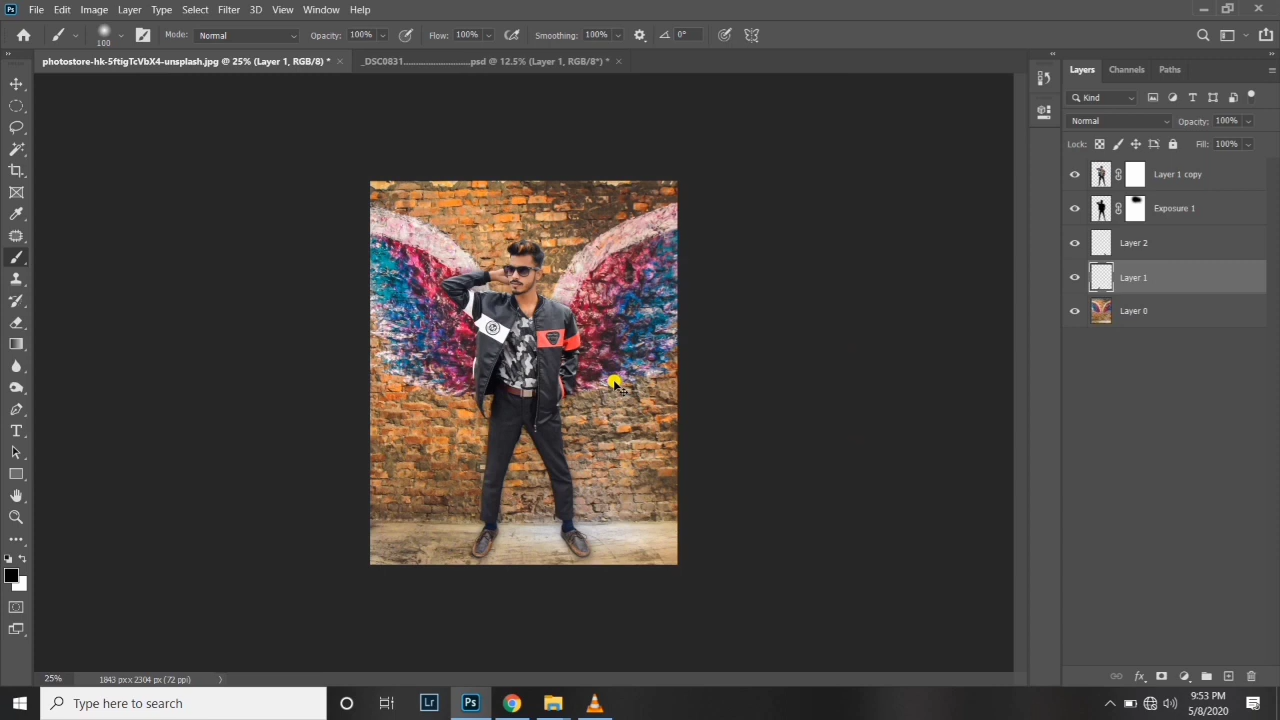 Ps File Edit Image Layer Type Select Filter 3D View Window Help
100 Mode: Normal Opacity: 100% Flow: 100% Smoothing: 100% 0°
photostore-hk-5ftigTcVbX4-unsplash.jpg @ 25% (Layer 1, RGB/8) * × _DSC0831..............................psd @ 12.5% (Layer 1, RGB/8*) * ×
Layers Channels Paths
Kind
Normal Opacity: 100%
Lock: Fill: 100%
Layer 1 copy
Exposure 1
Layer 2
Layer 1
Layer 0
25% 1843 px x 2304 px (72 ppi)
Type here to search Lr Ps
9:53 PM
5/8/2020